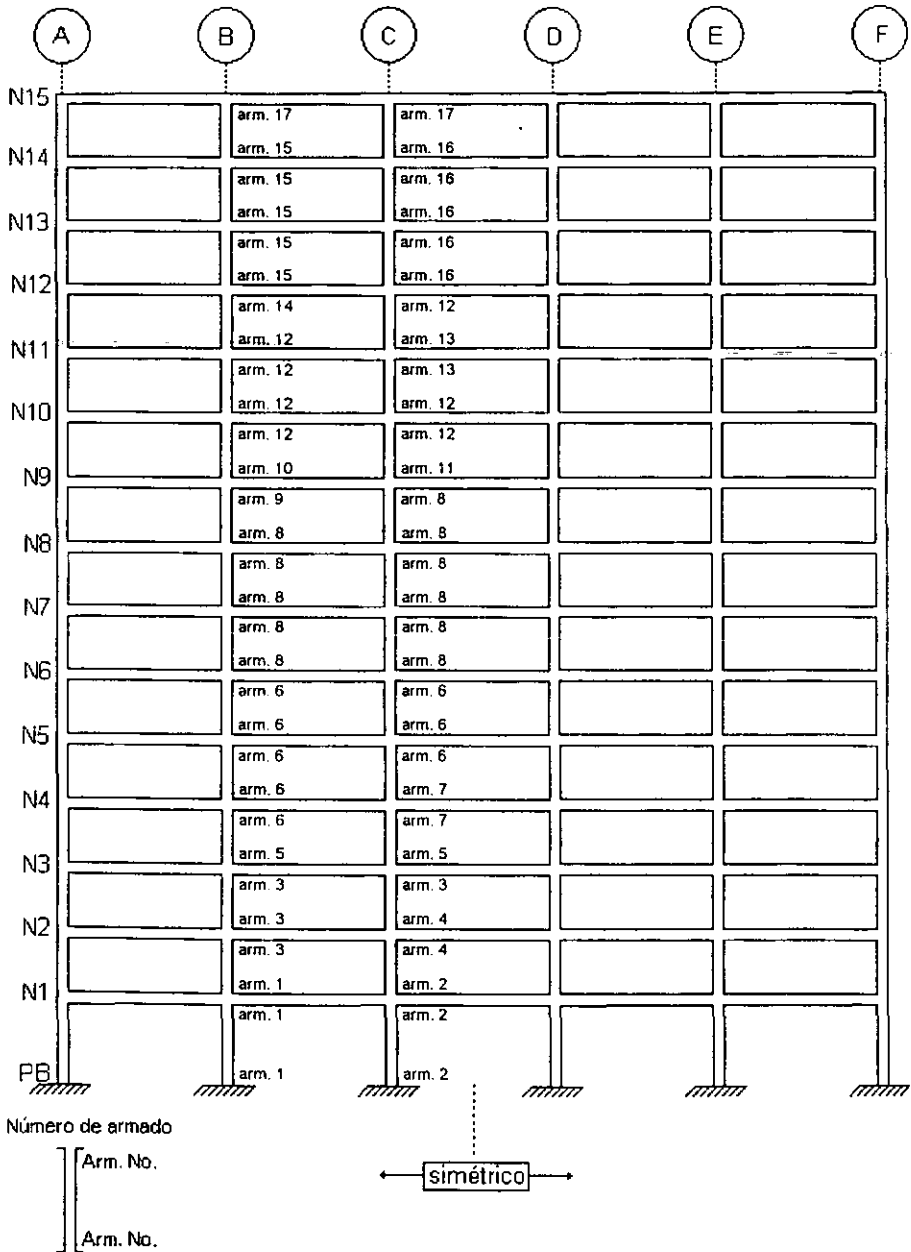 A B C D E F
N15
arm. 17 arm. 17
N14 arm. 15 arm. 16
arm. 15 arm. 16
N13 arm. 15 arm. 16
arm. 15 arm. 16
N12 arm. 15 arm. 16
arm. 14 arm. 12
N11 arm. 12 arm. 13
arm. 12 arm. 13
N10 arm. 12 arm. 12
arm. 12 arm. 12
N9 arm. 10 arm. 11
arm. 9 arm. 8
N8 arm. 8 arm. 8
arm. 8 arm. 8
N7 arm. 8 arm. 8
arm. 8 arm. 8
N6 arm. 8 arm. 8
arm. 6 arm. 6
N5 arm. 6 arm. 6
arm. 6 arm. 6
N4 arm. 6 arm. 7
arm. 6 arm. 7
N3 arm. 5 arm. 5
arm. 3 arm. 3
N2 arm. 3 arm. 4
arm. 3 arm. 4
N1 arm. 1 arm. 2
arm. 1 arm. 2
PB arm. 1 arm. 2
Número de armado
Arm. No.
simétrico
Arm. No.